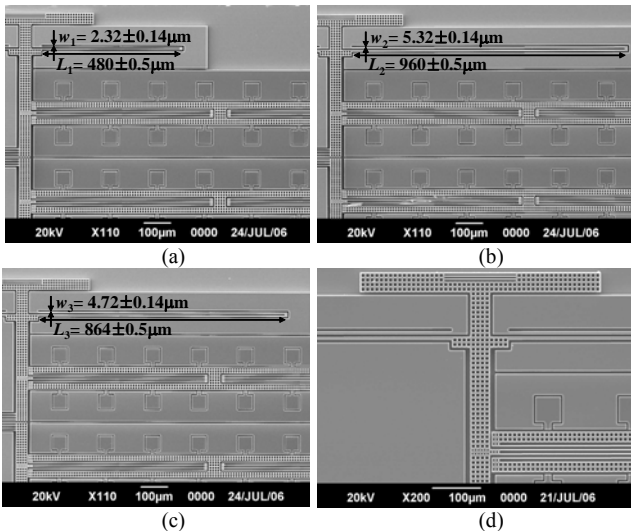 w1= 2.32±0.14μm
L1= 480±0.5μm
20kV X110 100μm 0000 24/JUL/06
(a)
w2= 5.32±0.14μm
L2= 960±0.5μm
20kV X110 100μm 0000 24/JUL/06
(b)
w3= 4.72±0.14μm
L3= 864±0.5μm
20kV X110 100μm 0000 24/JUL/06
(c)
20kV X200 100μm 0000 21/JUL/06
(d)